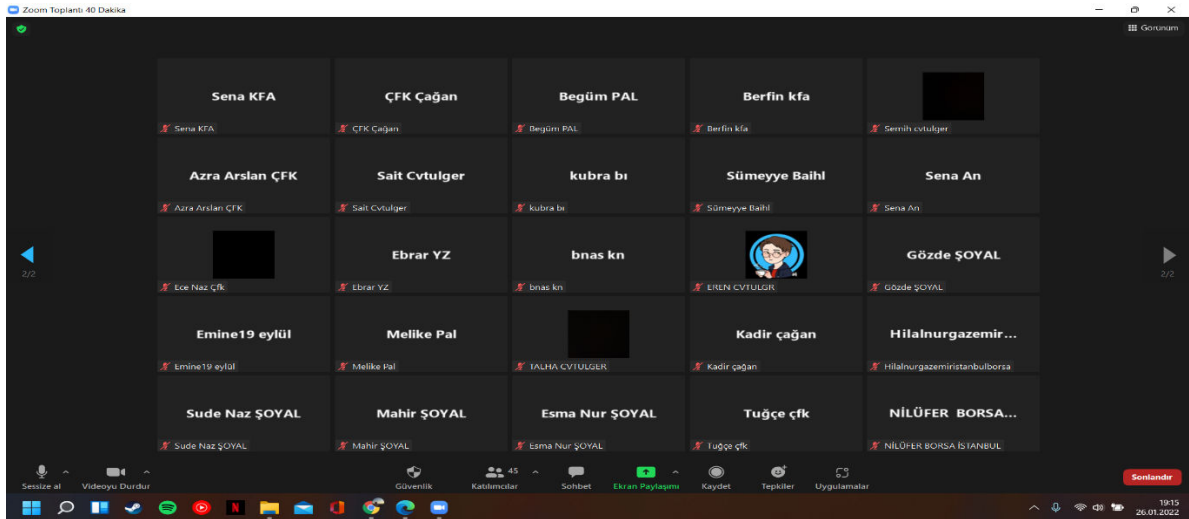 Zoom Toplantı 40 Dakika
Görünüm
Sena KFA
ÇFK Çağan
Begüm PAL
Berfin kfa
Sena KFA
ÇFK Çağan
Begüm PAL
Berfin kfa
Semih cvtulger
Azra Arslan ÇFK
Sait Cvtulger
kubra bı
Sümeyye Baihl
Sena An
Azra Arslan ÇFK
Sait Cvtulger
kubra bı
Sümeyye Baihl
Sena An
2/2
Ebrar YZ
bnas kn
Gözde ŞOYAL
2/2
Ece Naz Çfk
Ebrar YZ
bnas kn
EREN CVTULGR
Gözde ŞOYAL
Emine19 eylül
Melike Pal
Kadir çağan
Hilalnurgazemir...
Emine19 eylül
Melike Pal
TALHA CVTULGER
Kadir çağan
Hilalnurgazemiristanbulborsa
Sude Naz ŞOYAL
Mahir ŞOYAL
Esma Nur ŞOYAL
Tuğçe çfk
NİLÜFER BORSA...
Sude Naz ŞOYAL
Mahir ŞOYAL
Esma Nur ŞOYAL
Tuğçe çfk
NİLÜFER BORSA İSTANBUL
Sessize al
Videoyu Durdur
Güvenlik
Katılımcılar
45
Sohbet
Ekran Paylaşımı
Kaydet
Tepkiler
Uygulamalar
Sonlandır
19:15
26.01.2022